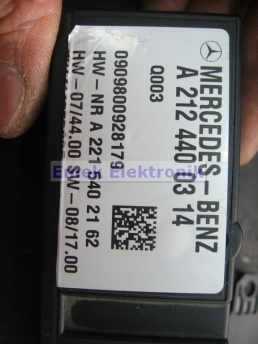 MERCEDES-BENZ
A 212 440 03 14
Q003
0909800928179
HW-NR A 221 540 21 62
HW-07/44.00 SW-08/17.00
Emek Elektronik